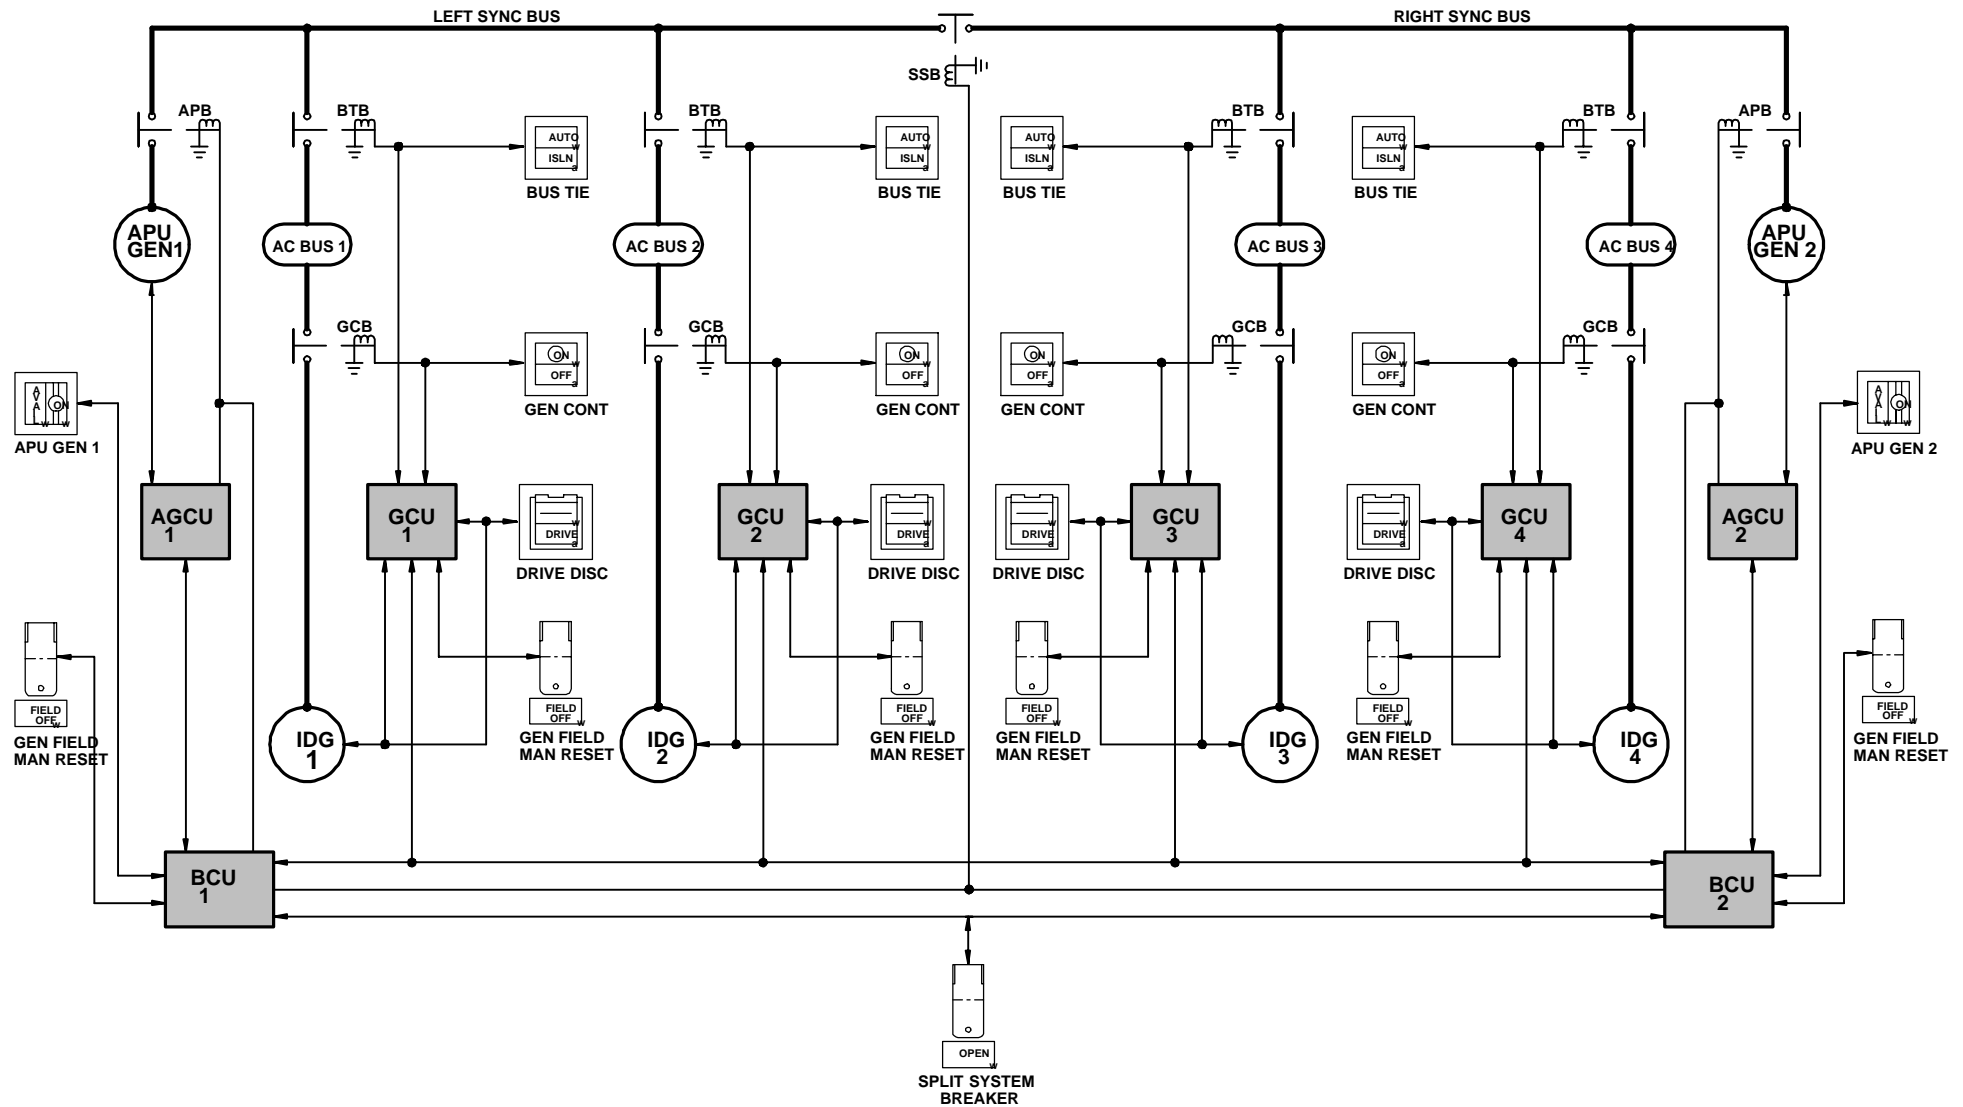 LEFT SYNC BUS
RIGHT SYNC BUS
SSB
APB
BTB
BTB
BTB
BTB
APB
AUTO
w
ISLN
a
BUS TIE
AUTO
w
ISLN
a
BUS TIE
AUTO
w
ISLN
a
BUS TIE
AUTO
w
ISLN
a
BUS TIE
APU
GEN1
AC BUS 1
AC BUS 2
AC BUS 3
AC BUS 4
APU
GEN 2
GCB
GCB
GCB
GCB
ON
w
OFF
a
GEN CONT
ON
w
OFF
a
GEN CONT
ON
w
OFF
a
GEN CONT
ON
w
OFF
a
GEN CONT
AVAIL
ON
w w
APU GEN 1
AVAIL
ON
w w
APU GEN 2
AGCU
1
GCU
1
GCU
2
GCU
3
GCU
4
AGCU
2
w
DRIVE
a
DRIVE DISC
w
DRIVE
a
DRIVE DISC
w
DRIVE
a
DRIVE DISC
w
DRIVE
a
DRIVE DISC
FIELD
OFF
w
GEN FIELD
MAN RESET
IDG
1
FIELD
OFF
w
GEN FIELD
MAN RESET
IDG
2
FIELD
OFF
w
GEN FIELD
MAN RESET
FIELD
OFF
w
GEN FIELD
MAN RESET
IDG
3
FIELD
OFF
w
GEN FIELD
MAN RESET
IDG
4
FIELD
OFF
w
GEN FIELD
MAN RESET
BCU
1
BCU
2
OPEN
w
SPLIT SYSTEM
BREAKER